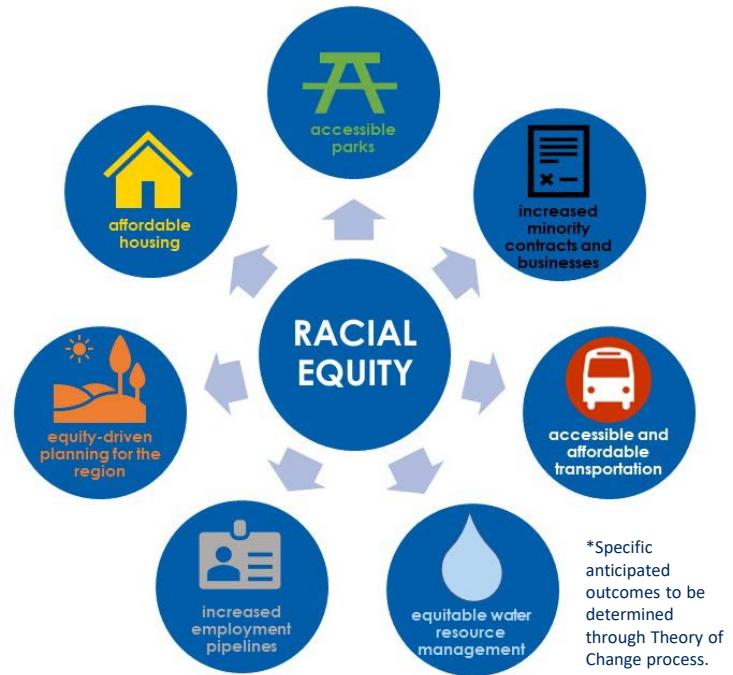 accessible
parks
increased
minority
contracts and
businesses
accessible and
affordable
transportation
equitable water
resource
management
increased
employment
pipelines
equity-driven
planning for the
region
affordable
housing
RACIAL
EQUITY
*Specific
anticipated
outcomes to be
determined
through Theory of
Change process.